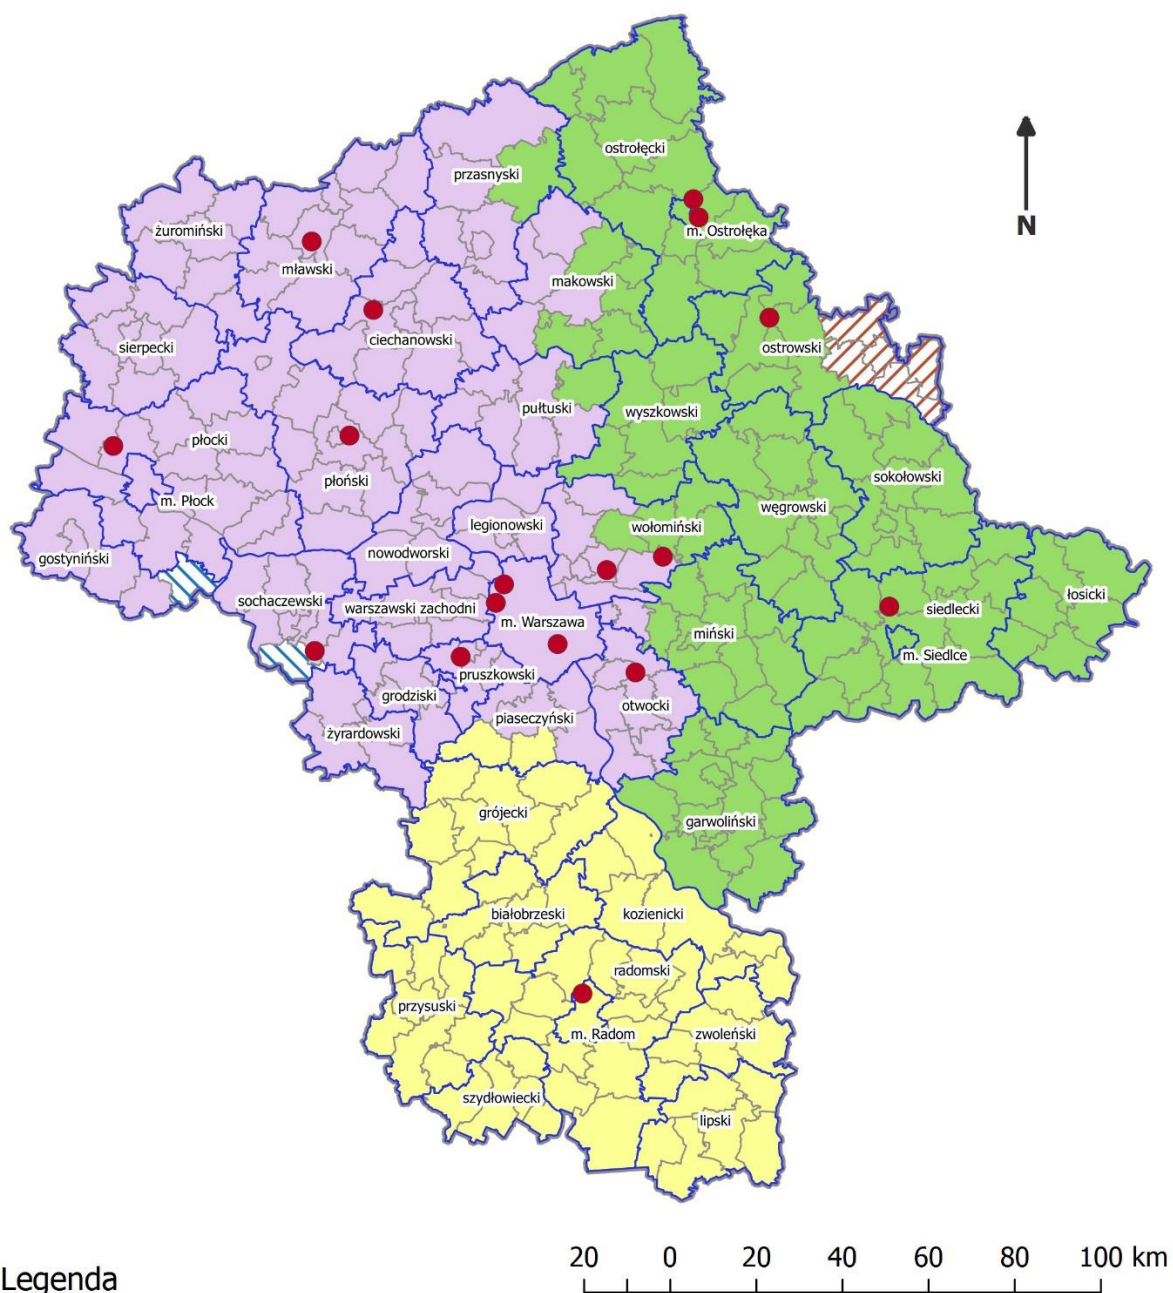 ostrołęcki
przasnyski
żuromiński
m. Ostrołęka
mławski
makowski
N
sierpecki
ciechanowski
ostrowski
pułtuski
wyszkowski
płocki
płoński
sokołowski
m. Płock
węgrowski
legionowski
wołomiński
nowodworski
gostyniński
sochaczewski
warszawski zachodni
m. Warszawa
siedlecki
łosicki
miński
m. Siedlce
pruszkowski
grodziski
otwocki
piaseczyński
żyrardowski
grójecki
garwoliński
białobrzeski
kozienicki
radomski
przysuski
m. Radom
zwoleński
szydłowiecki
lipski
20 0 20 40 60 80 100 km
Legenda